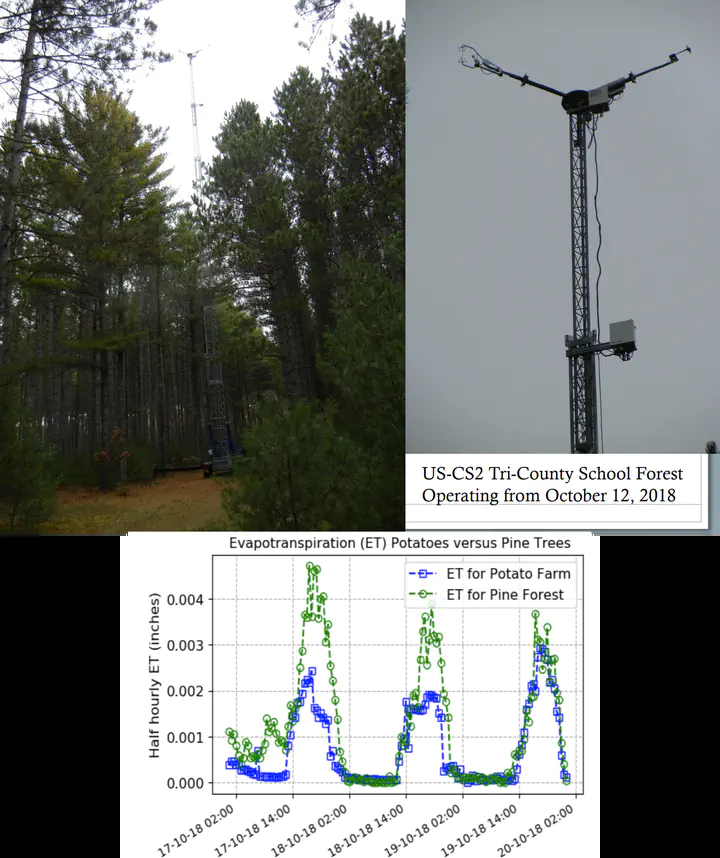 US-CS2 Tri-County School Forest
Operating from October 12, 2018
Evapotranspiration (ET) Potatoes versus Pine Trees
ET for Potato Farm
ET for Pine Forest
Half hourly ET (inches)
0.004
0.003
0.002
0.001
0.000
17-10-18 02:00
17-10-18 14:00
18-10-18 02:00
18-10-18 14:00
19-10-18 02:00
19-10-18 14:00
20-10-18 02:00